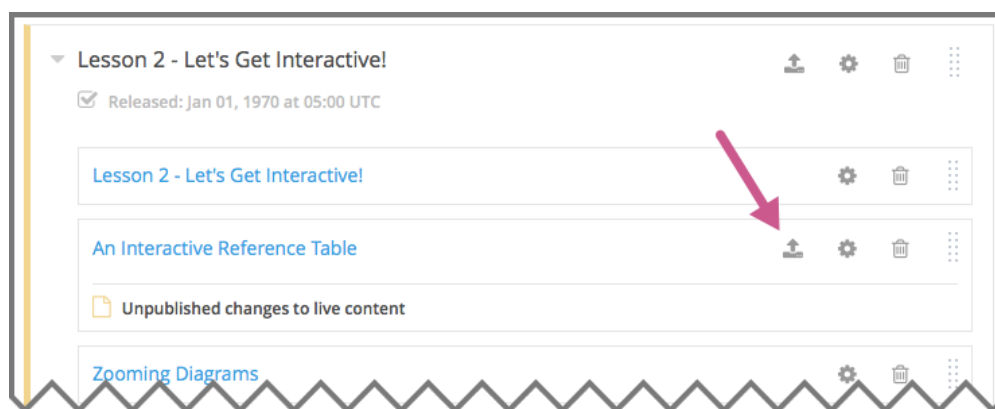 Lesson 2 - Let's Get Interactive!
Released: Jan 01, 1970 at 05:00 UTC
Lesson 2 - Let's Get Interactive!
An Interactive Reference Table
Unpublished changes to live content
Zooming Diagrams